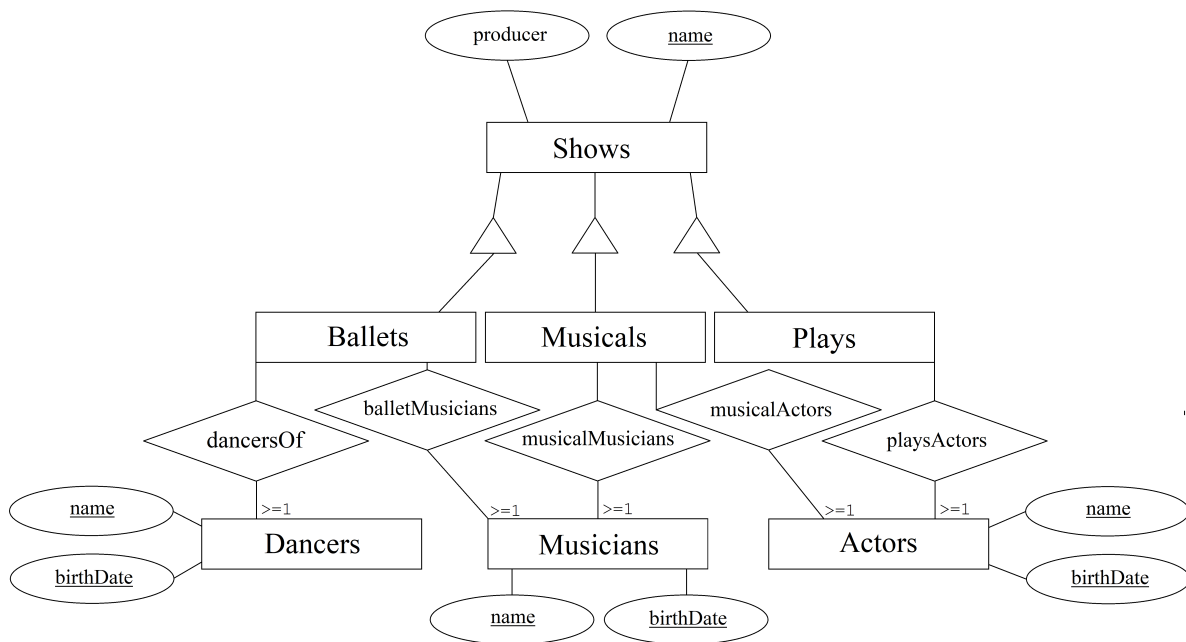 producer
name
Shows
Ballets
Musicals
Plays
balletMusicians
musicalActors
dancersOf
musicalMusicians
playsActors
name
>=1
>=1
>=1
>=1
>=1
name
Dancers
Musicians
Actors
birthDate
birthDate
name
birthDate